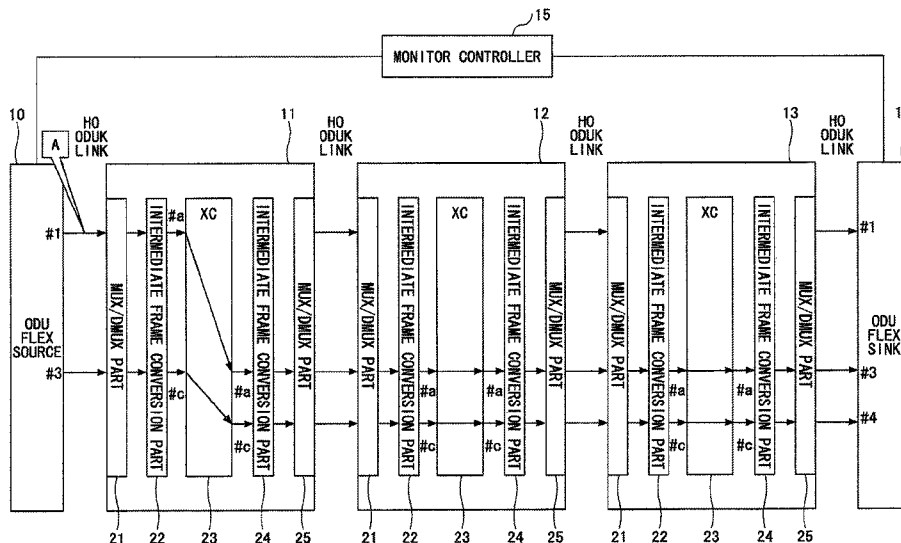 15
MONITOR CONTROLLER
10
HO
ODUK
LINK
11
HO
ODUK
LINK
12
HO
ODUK
LINK
13
HO
ODUK
LINK
1
A
#1
ODU
FLEX
SOURCE
#3
MUX/DMUX PART
INTERMEDIATE FRAME CONVERSION PART
#a
#c
XC
#a
#c
INTERMEDIATE FRAME CONVERSION PART
MUX/DMUX PART
MUX/DMUX PART
INTERMEDIATE FRAME CONVERSION PART
#a
#c
XC
#a
#c
INTERMEDIATE FRAME CONVERSION PART
MUX/DMUX PART
MUX/DMUX PART
INTERMEDIATE FRAME CONVERSION PART
#a
#c
XC
#a
#c
INTERMEDIATE FRAME CONVERSION PART
MUX/DMUX PART
#1
ODU
FLEX
SINK
#3
#4
21 22 23 24 25 21 22 23 24 25 21 22 23 24 25